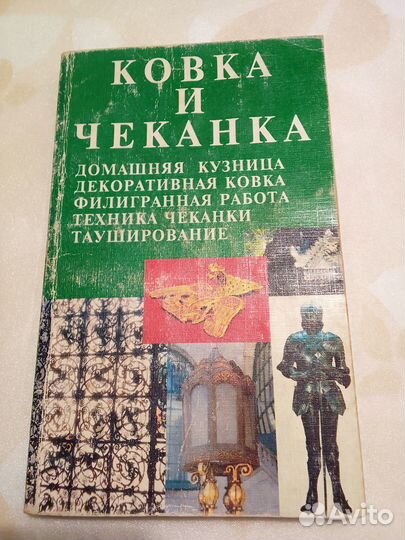 КОВКА
И
ЧЕКАНКА
ДОМАШНЯЯ КУЗНИЦА
ДЕКОРАТИВНАЯ КОВКА
ФИЛИГРАННАЯ РАБОТА
ТЕХНИКА ЧЕКАНКИ
ТАУШИРОВАНИЕ
Avito